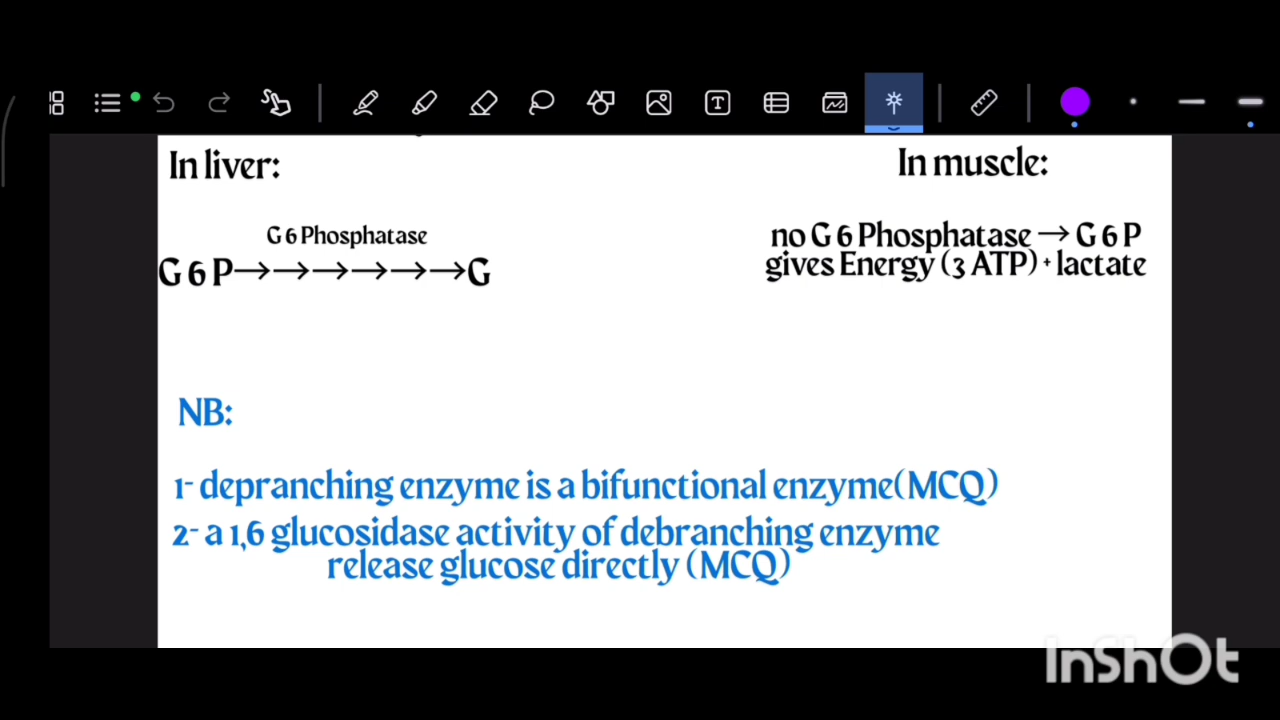 In liver:
In muscle:
G 6 Phosphatase
G 6 P→→→→→→G
no G 6 Phosphatase → G 6 P
gives Energy (3 ATP) + lactate
NB:
1- depranching enzyme is a bifunctional enzyme(MCQ)
2- a 1,6 glucosidase activity of debranching enzyme
release glucose directly (MCQ)
InShOt